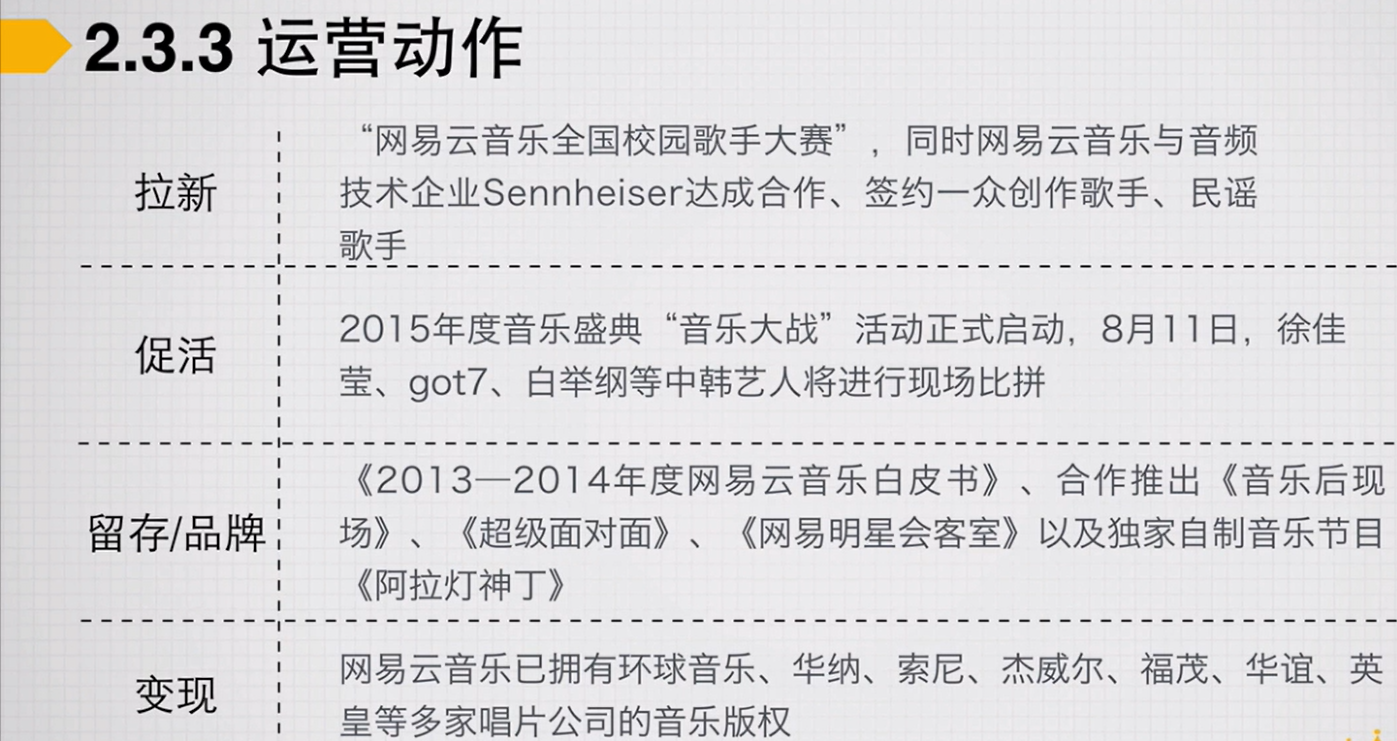 2.3.3 运营动作
拉新
“网易云音乐全国校园歌手大赛”，同时网易云音乐与音频
技术企业Sennheiser达成合作、签约一众创作歌手、民谣
歌手
促活
2015年度音乐盛典“音乐大战”活动正式启动，8月11日，徐佳
莹、got7、白举纲等中韩艺人将进行现场比拼
留存/品牌
《2013—2014年度网易云音乐白皮书》、合作推出《音乐后现
场》、《超级面对面》、《网易明星会客室》以及独家自制音乐节目
《阿拉灯神丁》
变现
网易云音乐已拥有环球音乐、华纳、索尼、杰威尔、福茂、华谊、英
皇等多家唱片公司的音乐版权